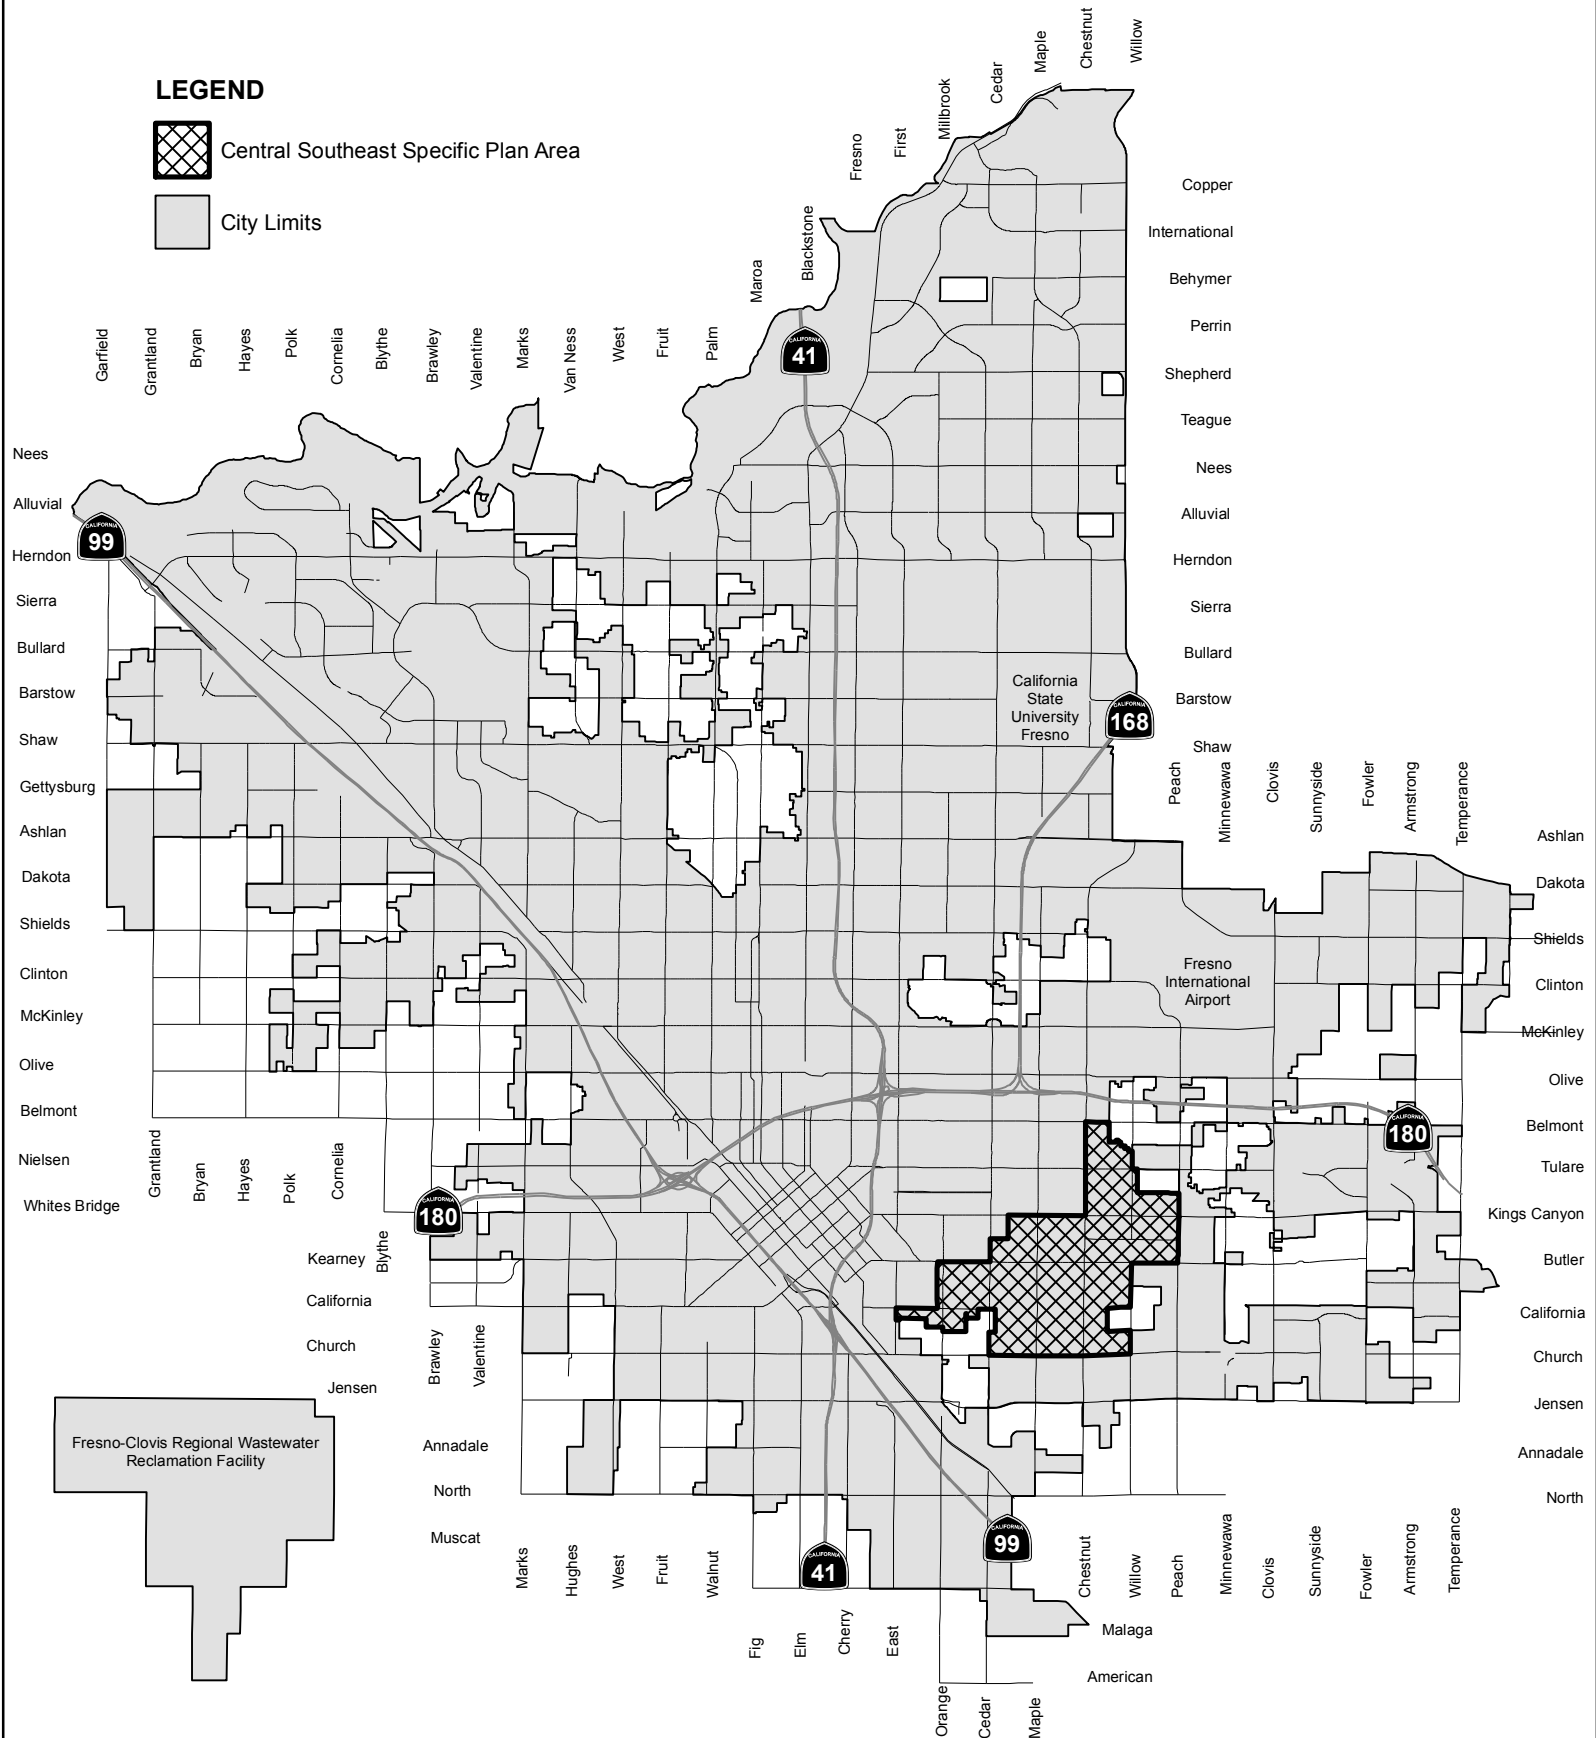 LEGEND
Central Southeast Specific Plan Area
City Limits
Garfield
Grantland
Bryan
Hayes
Polk
Cornelia
Blythe
Brawley
Valentine
Marks
Van Ness
West
Fruit
Palm
Maroa
Blackstone
Fresno
First
Millbrook
Cedar
Maple
Chestnut
Willow
Copper
International
Behymer
Perrin
Shepherd
Teague
Nees
Alluvial
Herndon
Sierra
Bullard
Barstow
Shaw
Nees
Alluvial
Herndon
Sierra
Bullard
Barstow
Shaw
Gettysburg
Ashlan
Dakota
Shields
Clinton
McKinley
Olive
Belmont
Nielsen
Whites Bridge
CALIFORNIA
41
CALIFORNIA
99
California
State
University
Fresno
CALIFORNIA
168
Peach
Minnewawa
Clovis
Sunnyside
Fowler
Armstrong
Temperance
Ashlan
Dakota
Shields
Clinton
McKinley
Olive
Belmont
Tulare
Kings Canyon
Butler
California
Church
Jensen
Annadale
North
Fresno
International
Airport
CALIFORNIA
180
Grantland
Bryan
Hayes
Polk
Cornelia
CALIFORNIA
180
Blythe
Kearney
California
Church
Jensen
Brawley
Valentine
Annadale
North
Muscat
Fresno-Clovis Regional Wastewater
Reclamation Facility
Marks
Hughes
West
Fruit
Walnut
Fig
Elm
Cherry
East
CALIFORNIA
41
CALIFORNIA
99
Orange
Cedar
Maple
Chestnut
Willow
Peach
Minnewawa
Clovis
Sunnyside
Fowler
Armstrong
Temperance
Malaga
American